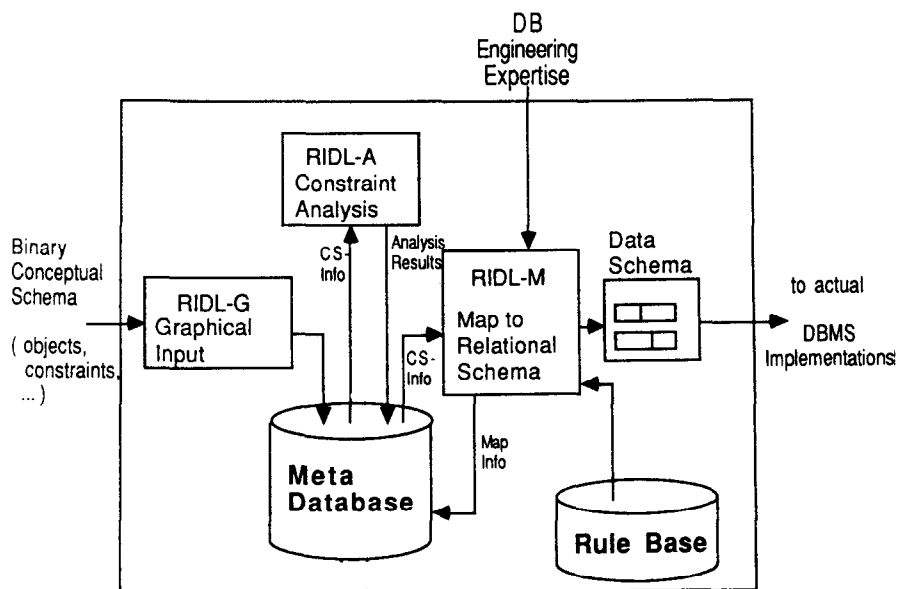 DB
Engineering
Expertise
RIDL-A
Constraint
Analysis
Binary
Conceptual
Schema
( objects,
constraints,
... )
RIDL-G
Graphical
Input
CS-
Info
Analysis
Results
CS-
Info
RIDL-M
Map to
Relational
Schema
Data
Schema
to actual
DBMS
Implementations
Map
Info
Meta
Database
Rule Base